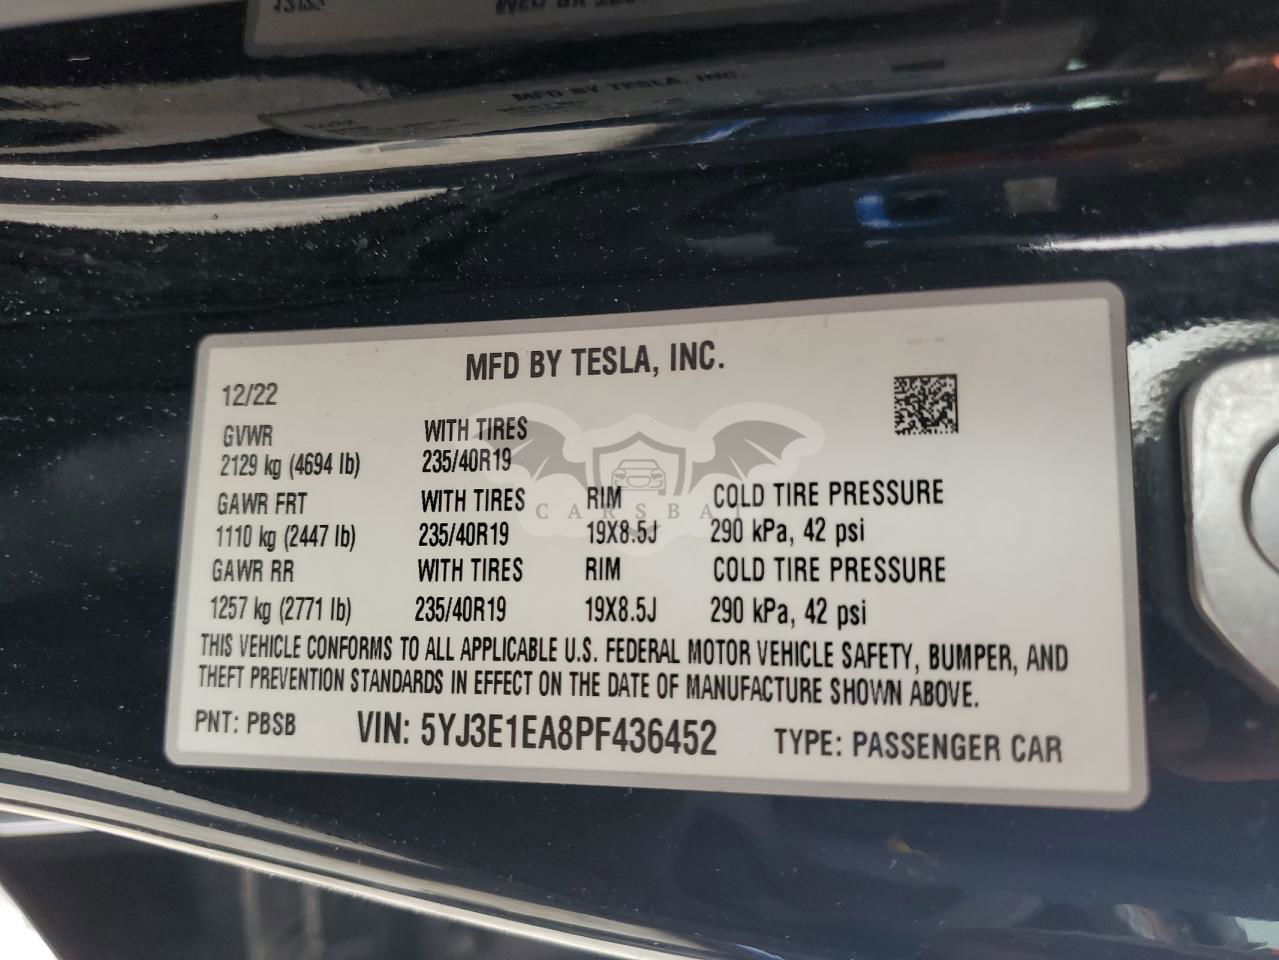 MFD BY TESLA, INC.
MFD BY TESLA, INC.
12/22
GVWR WITH TIRES
2129 kg (4694 lb) 235/40R19
GAWR FRT WITH TIRES RIM COLD TIRE PRESSURE
1110 kg (2447 lb) 235/40R19 19X8.5J 290 kPa, 42 psi
GAWR RR WITH TIRES RIM COLD TIRE PRESSURE
1257 kg (2771 lb) 235/40R19 19X8.5J 290 kPa, 42 psi
THIS VEHICLE CONFORMS TO ALL APPLICABLE U.S. FEDERAL MOTOR VEHICLE SAFETY, BUMPER, AND
THEFT PREVENTION STANDARDS IN EFFECT ON THE DATE OF MANUFACTURE SHOWN ABOVE.
PNT: PBSB VIN: 5YJ3E1EA8PF436452 TYPE: PASSENGER CAR